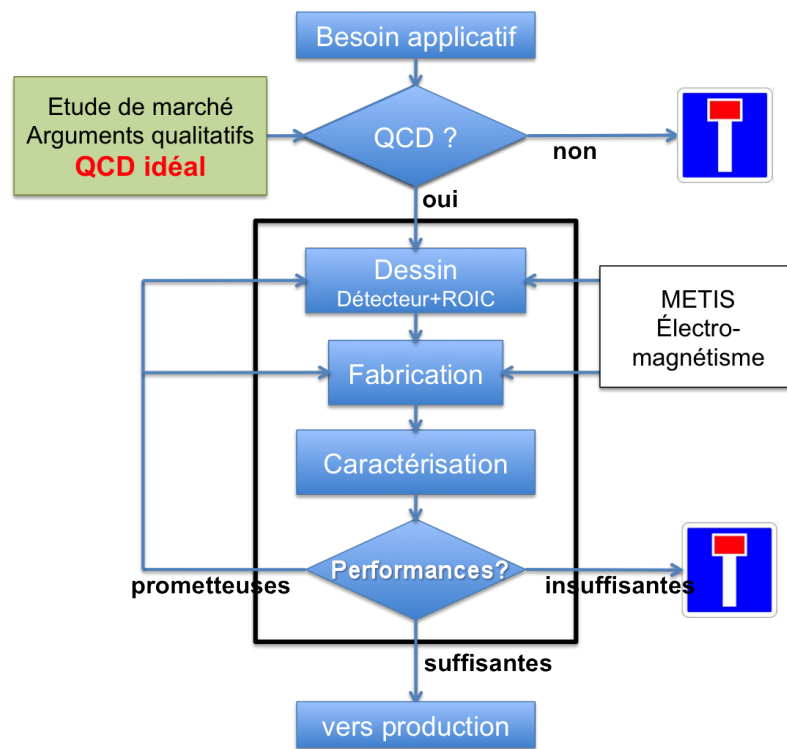 Besoin applicatif
Etude de marché
Arguments qualitatifs
QCD idéal
QCD ?
non
oui
Dessin
Détecteur+ROIC
METIS
Électro-
magnétisme
Fabrication
Caractérisation
Performances?
prometteuses
insuffisantes
suffisantes
vers production